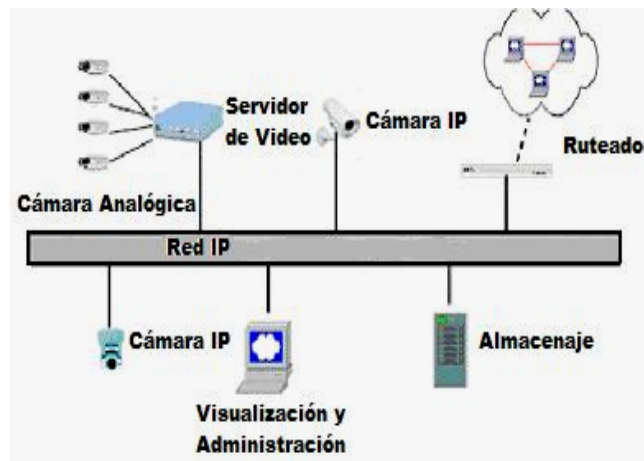 Servidor
de Video
Cámara IP
Ruteado
Cámara Analógica
Red IP
Cámara IP
Almacenaje
Visualización y
Administración